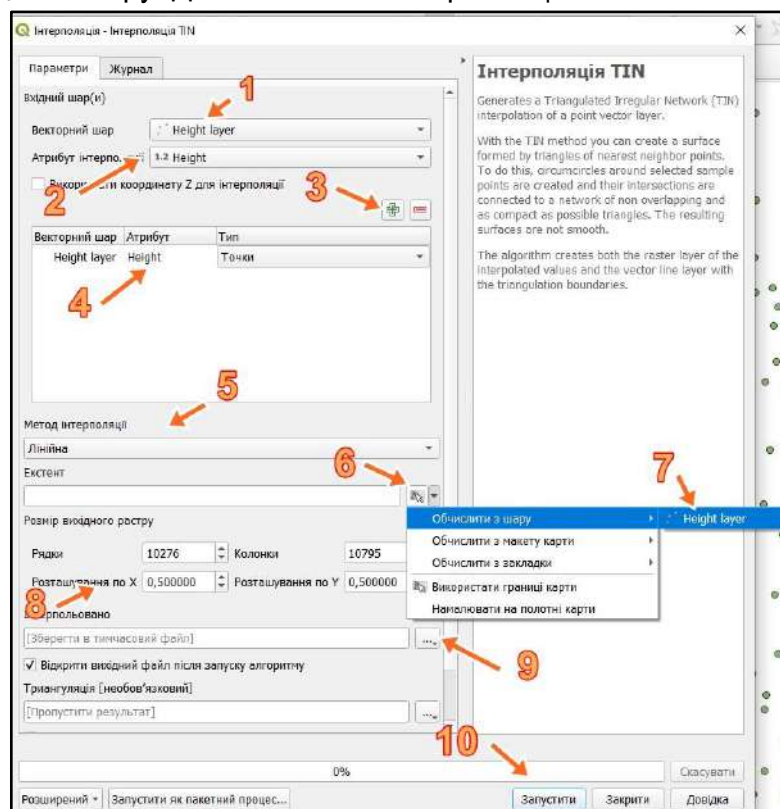 Інтерполяція - Інтерполяція TIN
Параметри Журнал
Вхідний шар(и)
1
Векторний шар Height layer
Атрибут інтерпо. 1.2 Height
2
координату Z для інтерполяції
3
Векторний шар Атрибут Тип
Height layer Height Точки
4
5
Метод інтерполяції
Лінійна
Екстент
6
7
Розмір вихідного растру
Обчислити з шару Height layer
Обчислити з макету карти
Обчислити з закладки
Використати границі карти
Намалювати на полотні карти
Рядки 10276 Колонки 10795
Розташування по X 0,500000 Розташування по Y 0,500000
8
[Зберегти в тимчасовий файл]
9
Відкрити вихідний файл після запуску алгоритму
Триангуляція [необов'язковий]
[Пропустити результат]
10
0%
Скасувати
Розширений Запустити як пакетний процес... Запустити Закрити Довідка
Інтерполяція TIN
Generates a Triangulated Irregular Network (TIN)
interpolation of a point vector layer.
With the TIN method you can create a surface
formed by triangles of nearest neighbor points.
To do this, circumcircles around selected sample
points are created and their intersections are
connected to a network of non overlapping and
as compact as possible triangles. The resulting
surfaces are not smooth.
The algorithm creates both the raster layer of the
interpolated values and the vector line layer with
the triangulation boundaries.